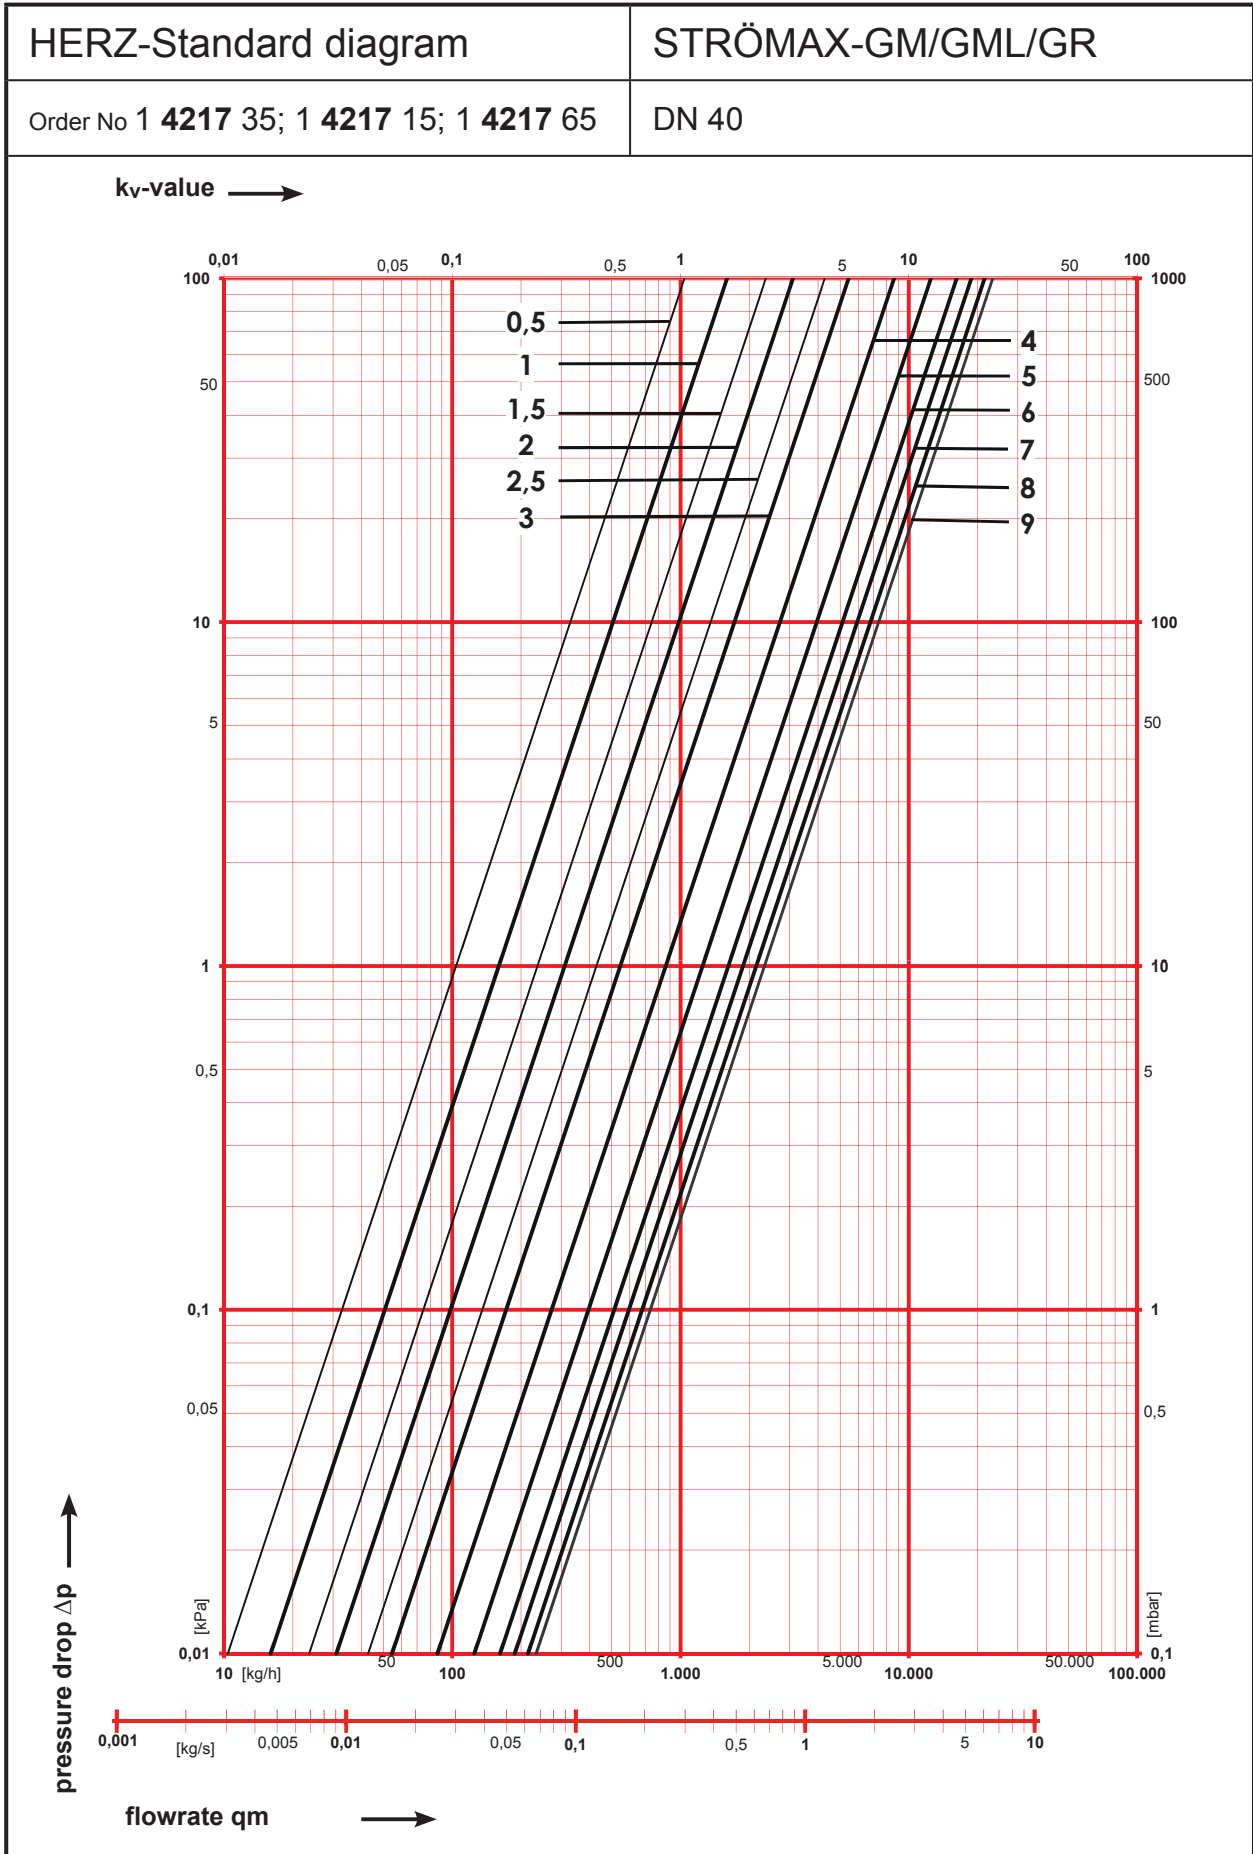 HERZ-Standard diagram
STRÖMAX-GM/GML/GR
Order No 1 4217 35; 1 4217 15; 1 4217 65
DN 40
kv-value
0,01 0,05 0,1 0,5 1 5 10 50 100
100 1000
0,5
1
1,5
2
2,5
3
4
5
6
7
8
9
50 500
10 100
5 50
1 10
0,5 5
0,1 1
0,05 0,5
[kPa] [mbar]
0,01 0,1
10 [kg/h] 50 100 500 1.000 5.000 10.000 50.000 100.000
0,001 [kg/s] 0,005 0,01 0,05 0,1 0,5 1 5 10
pressure drop Δp
flowrate qm